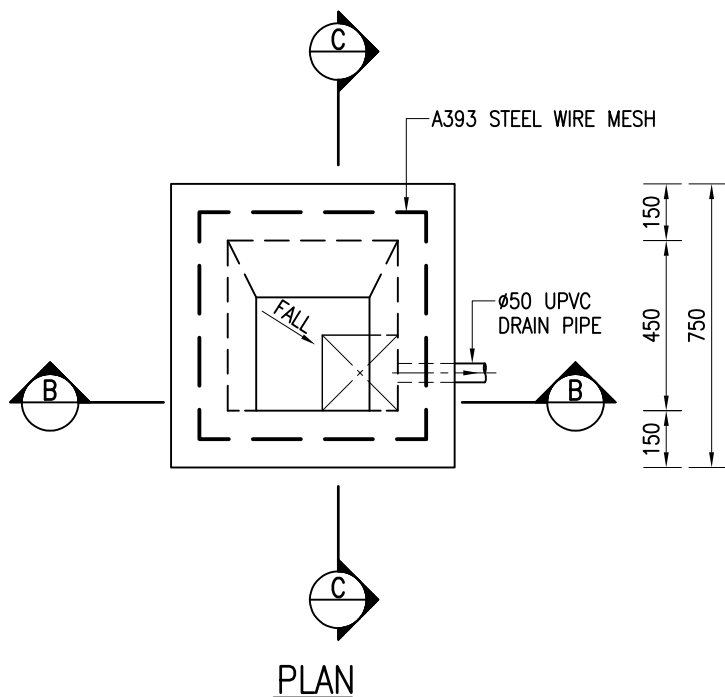 C
A393 STEEL WIRE MESH
150
FALL
ø50 UPVC
DRAIN PIPE
450
750
B
B
150
C
PLAN